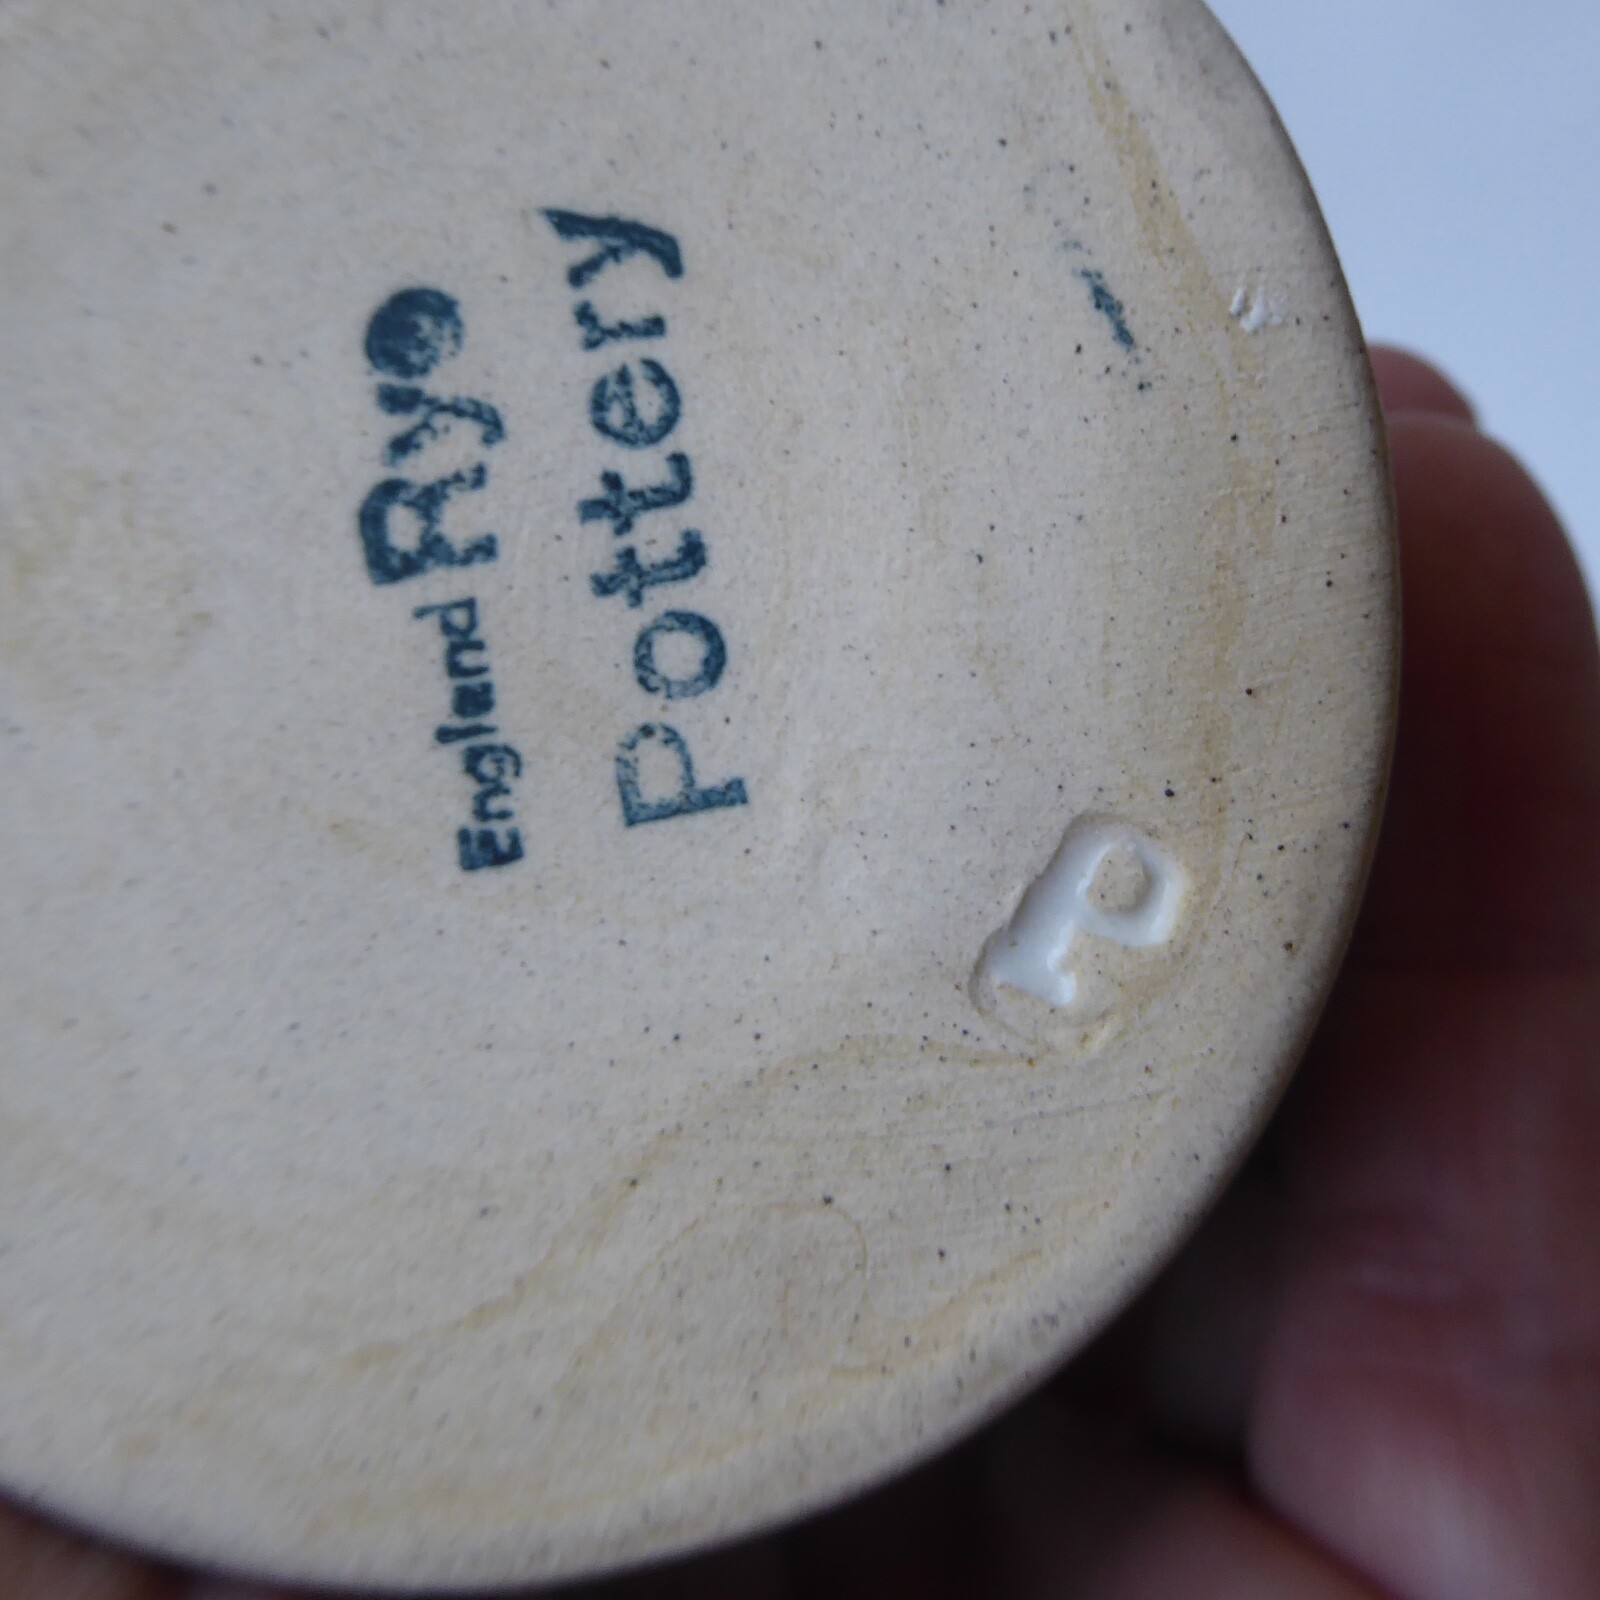 England Rye
Pottery
P